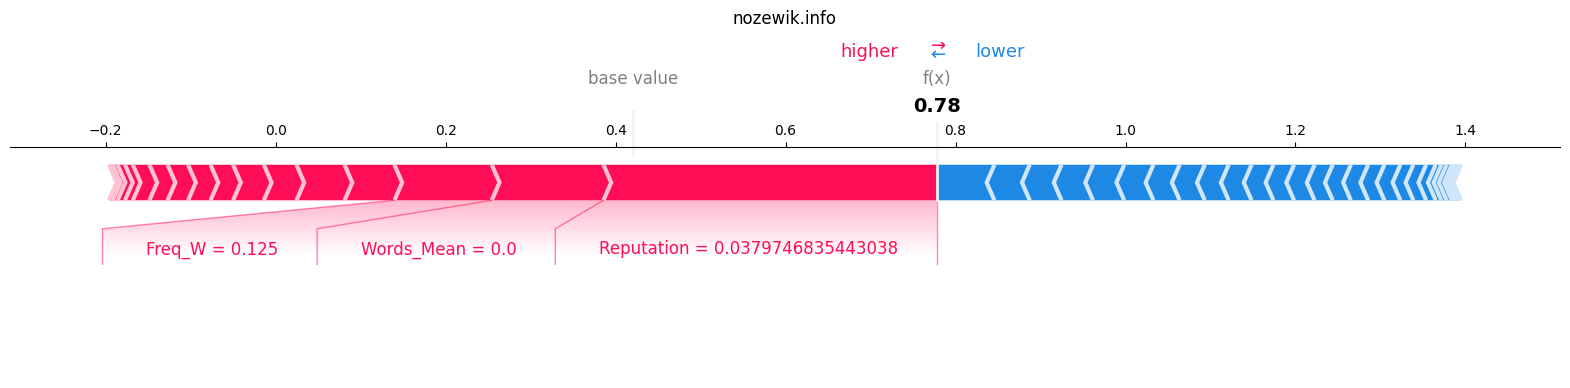 nozewik.info
higher ⇄ lower
base value f(x)
0.78
−0.2 0.0 0.2 0.4 0.6 0.8 1.0 1.2 1.4
Freq_W = 0.125 Words_Mean = 0.0 Reputation = 0.0379746835443038